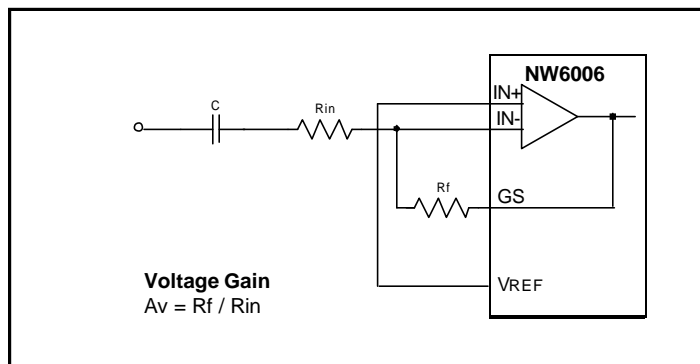 NW6006
C
Rin
IN+
IN-
Rf
GS
VREF
Voltage Gain
Av = Rf / Rin